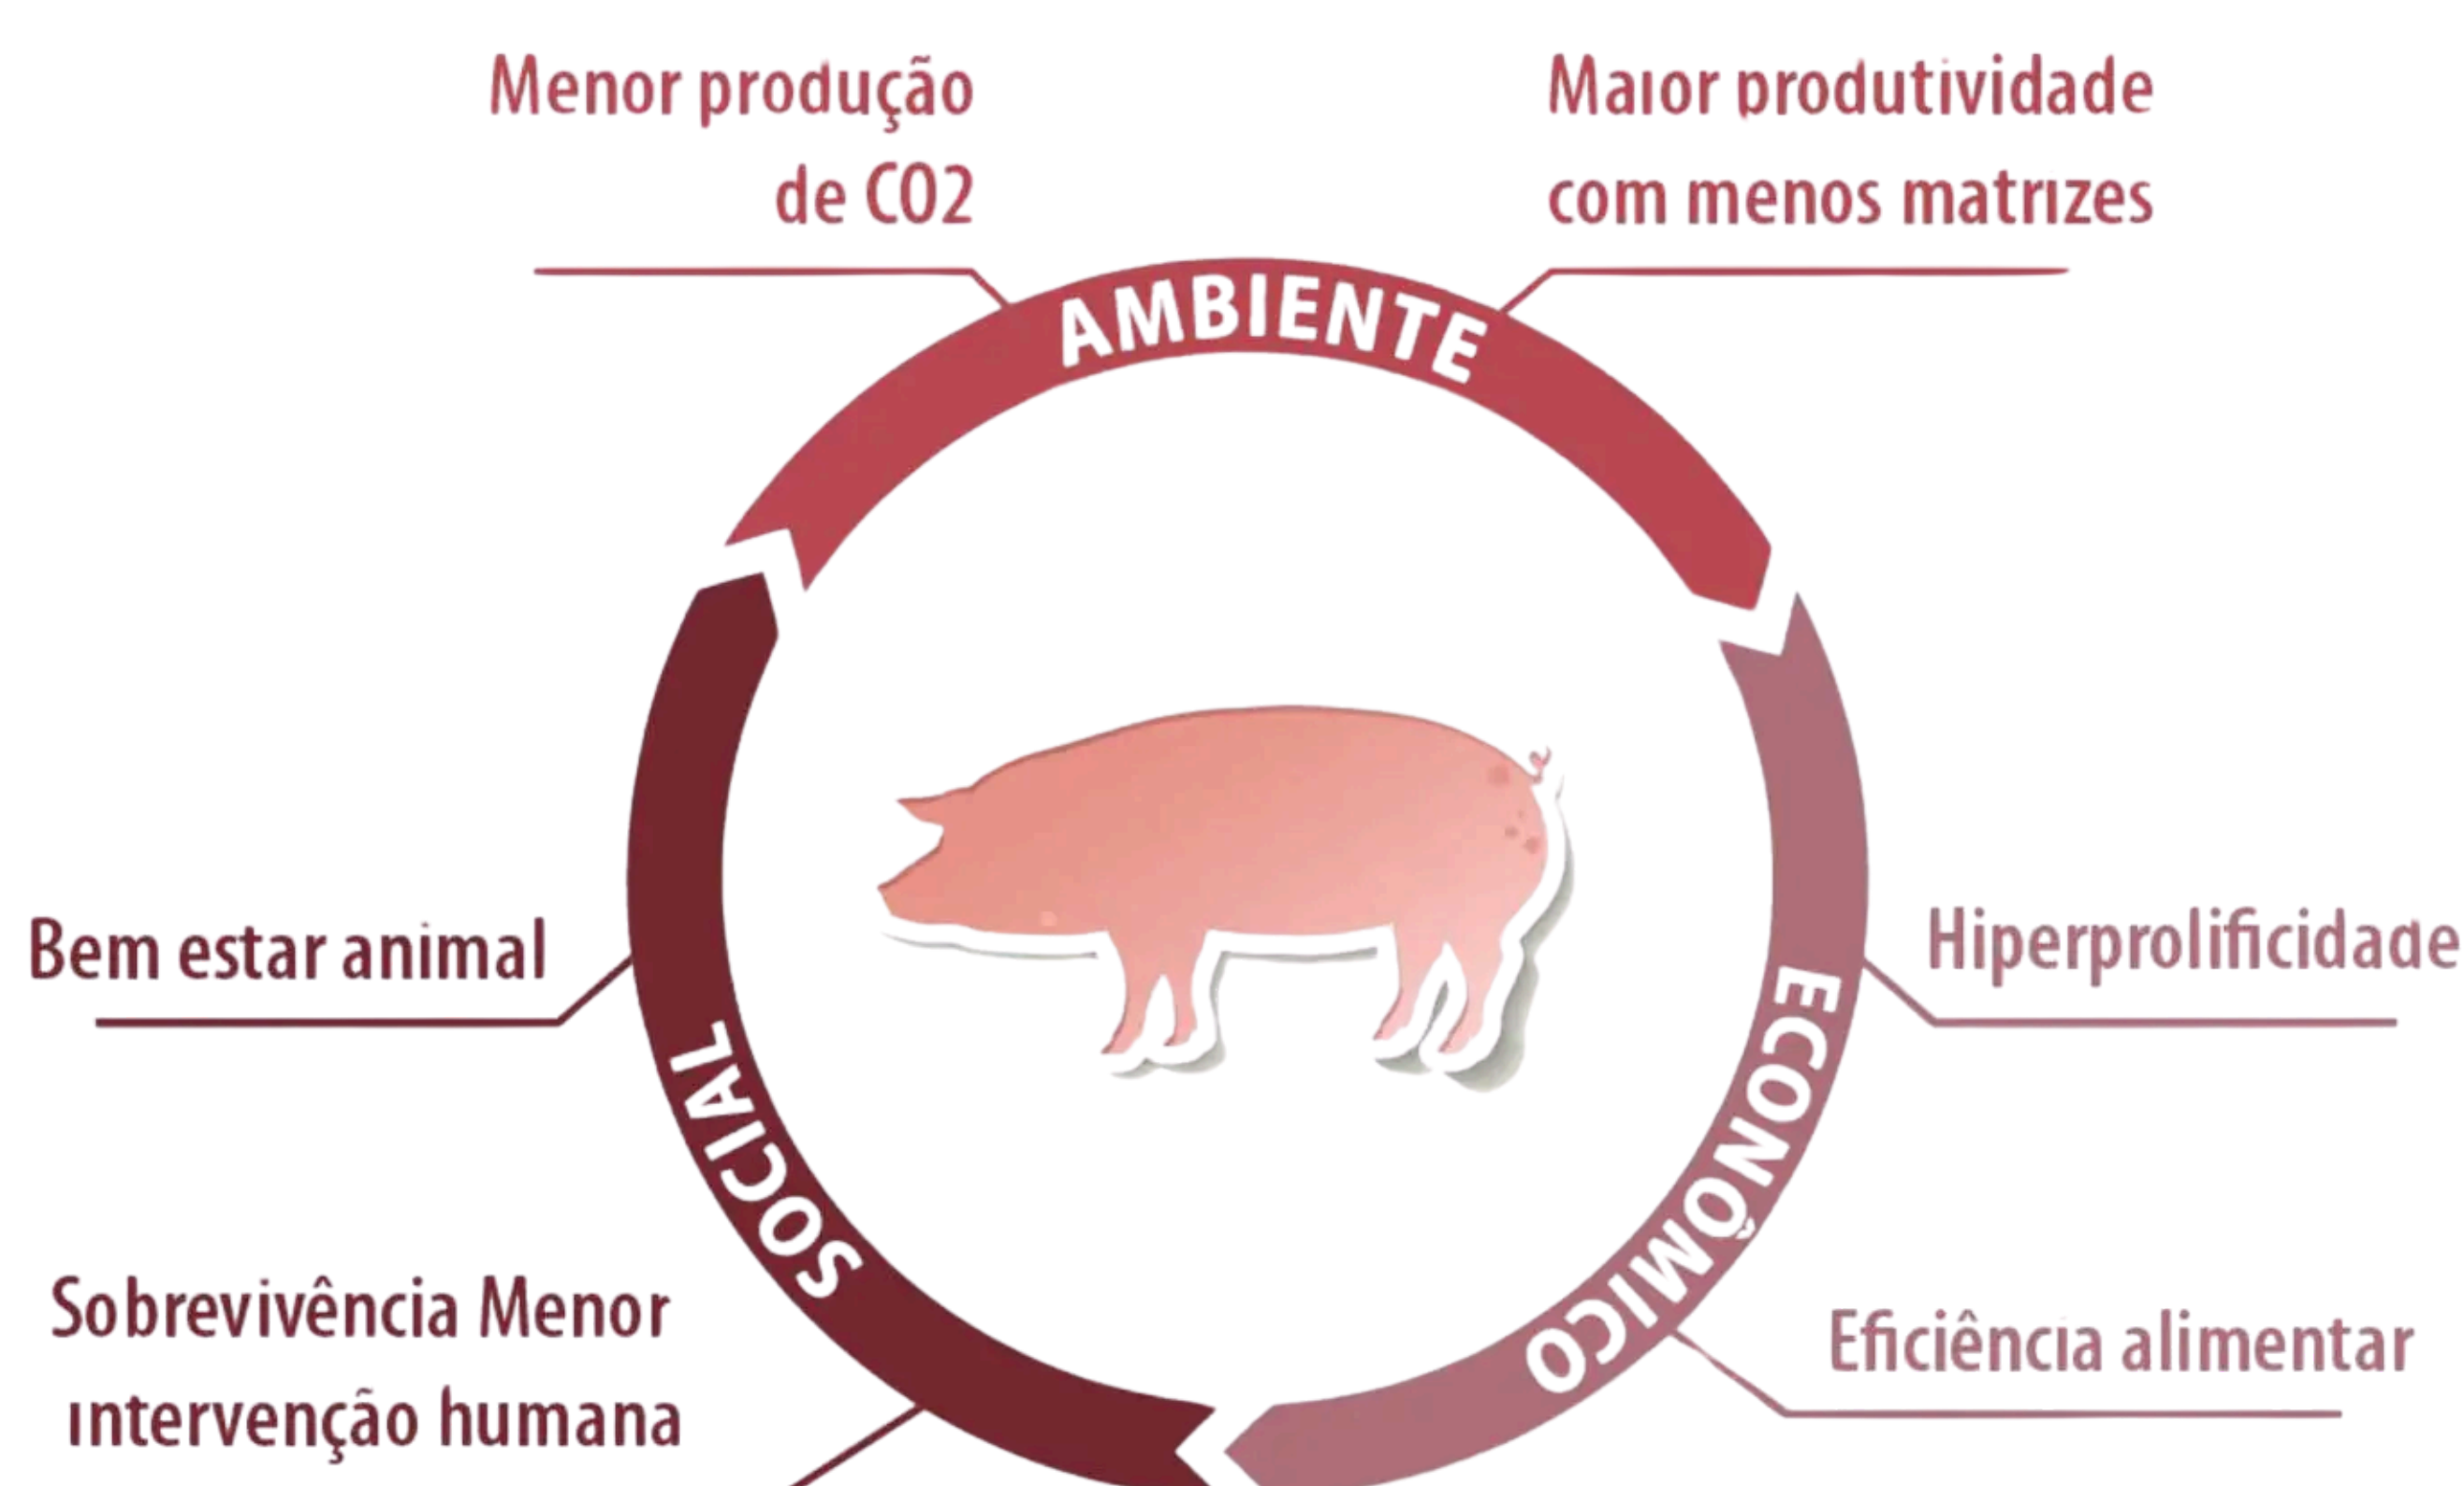 Menor produção
de CO2
Maior produtividade
com menos matrizes
AMBIENTE
Bem estar animal
Hiperprolificidade
SOCIAL
ECONÔMICO
Sobrevivência Menor
intervenção humana
Eficiência alimentar